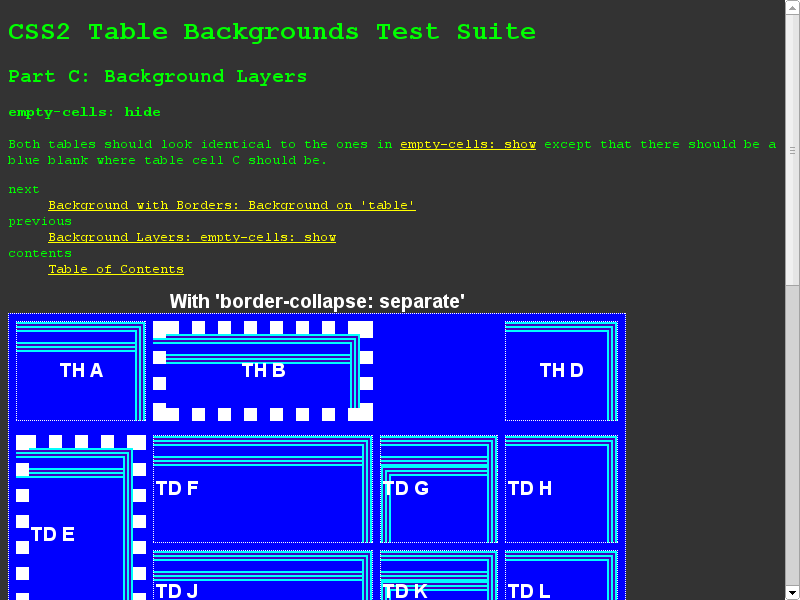 CSS2 Table Backgrounds Test Suite
Part C: Background Layers
empty-cells: hide
Both tables should look identical to the ones in empty-cells: show except that there should be a
blue blank where table cell C should be.
next
Background with Borders: Background on 'table'
previous
Background Layers: empty-cells: show
contents
Table of Contents
With 'border-collapse: separate'
TH A
TH B
TH D
TD E
TD F
TD G
TD H
TD J
TD K
TD L